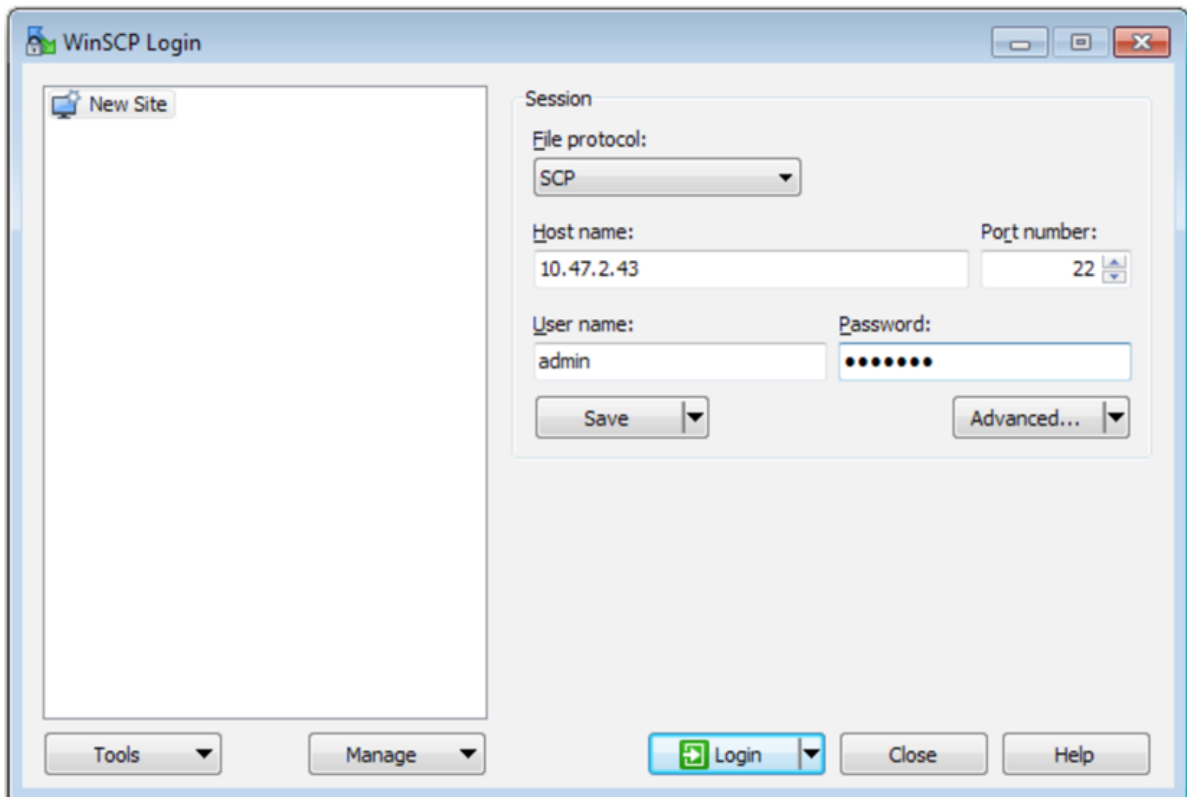 WinSCP Login
New Site
Session
File protocol:
SCP
Host name: Port number:
10.47.2.43 22
User name: Password:
admin •••••••
Save Advanced...
Tools Manage Login Close Help